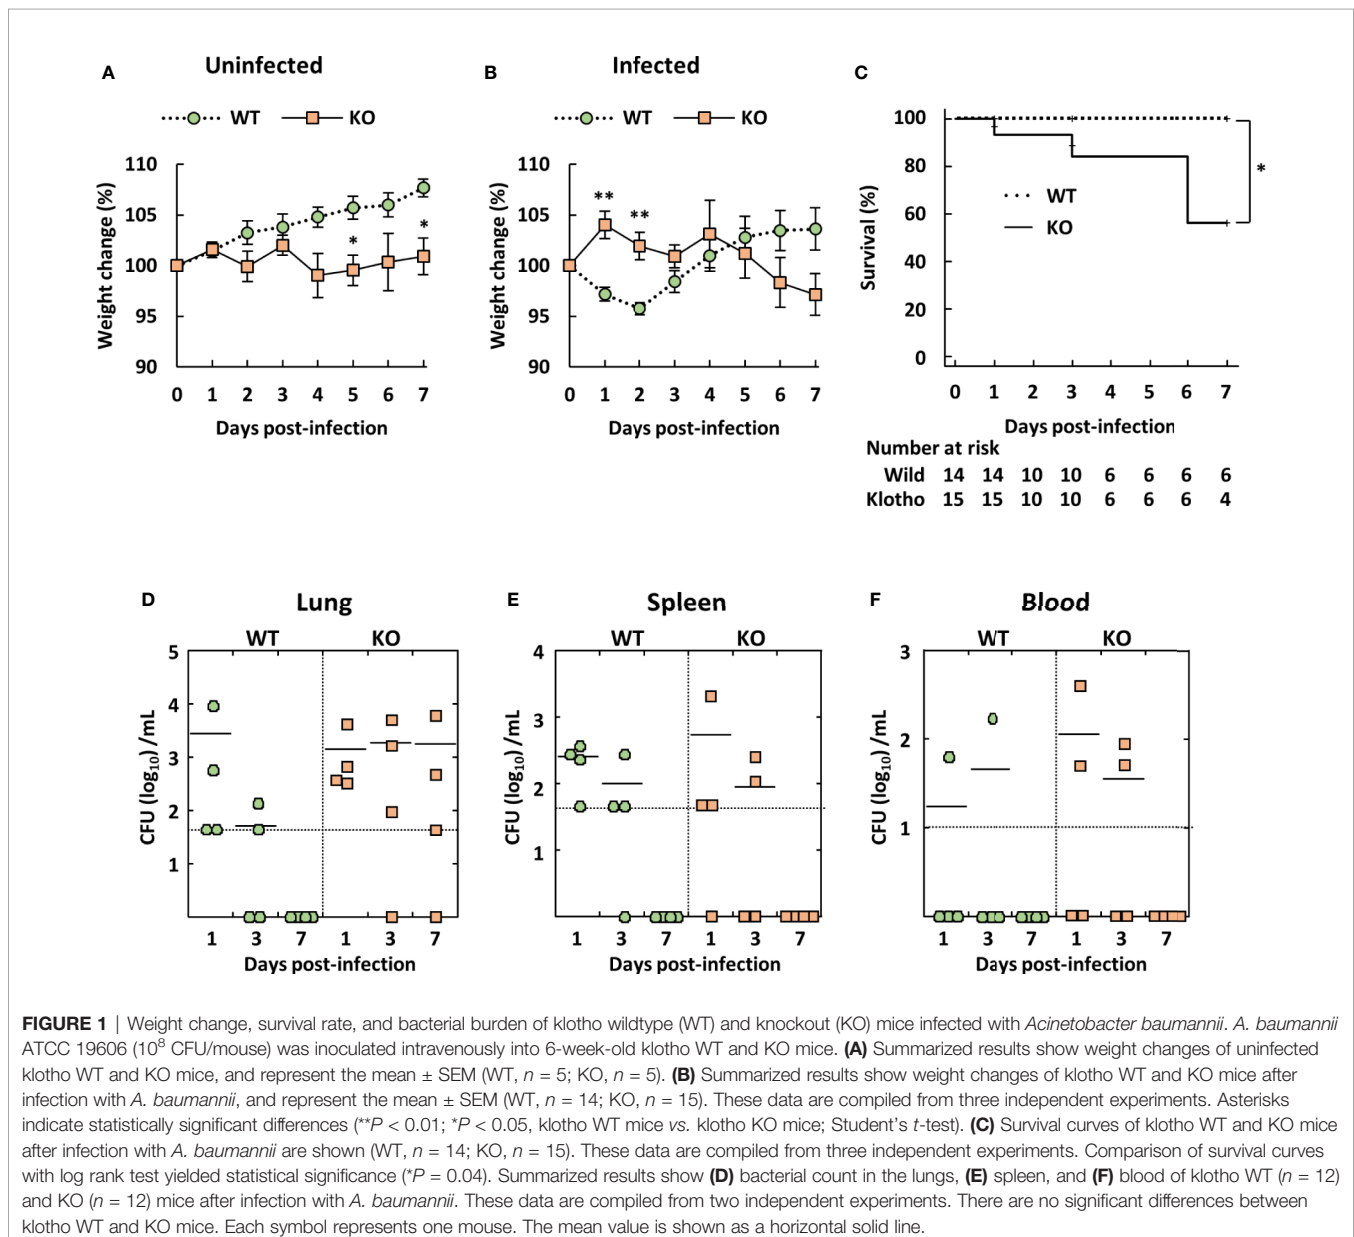 A
Uninfected
WT
KO
Weight change (%)
110
105
100
95
90
*
*
0 1 2 3 4 5 6 7
Days post-infection
B
Infected
WT
KO
Weight change (%)
110
105
100
95
90
**
**
0 1 2 3 4 5 6 7
Days post-infection
C
Survival (%)
100
80
60
40
20
0
WT
KO
*
0 1 2 3 4 5 6 7
Days post-infection
Number at risk
Wild 14 14 10 10 6 6 6 6
Klotho 15 15 10 10 6 6 6 4
D
Lung
WT KO
CFU (log10) /mL
5
4
3
2
1
1 3 7 1 3 7
Days post-infection
E
Spleen
WT KO
CFU (log10) /mL
4
3
2
1
1 3 7 1 3 7
Days post-infection
F
Blood
WT KO
CFU (log10) /mL
3
2
1
1 3 7 1 3 7
Days post-infection
FIGURE 1 | Weight change, survival rate, and bacterial burden of klotho wildtype (WT) and knockout (KO) mice infected with Acinetobacter baumannii. A. baumannii
ATCC 19606 (10⁸ CFU/mouse) was inoculated intravenously into 6-week-old klotho WT and KO mice. (A) Summarized results show weight changes of uninfected
klotho WT and KO mice, and represent the mean ± SEM (WT, n = 5; KO, n = 5). (B) Summarized results show weight changes of klotho WT and KO mice after
infection with A. baumannii, and represent the mean ± SEM (WT, n = 14; KO, n = 15). These data are compiled from three independent experiments. Asterisks
indicate statistically significant differences (**P < 0.01; *P < 0.05, klotho WT mice vs. klotho KO mice; Student's t-test). (C) Survival curves of klotho WT and KO mice
after infection with A. baumannii are shown (WT, n = 14; KO, n = 15). These data are compiled from three independent experiments. Comparison of survival curves
with log rank test yielded statistical significance (*P = 0.04). Summarized results show (D) bacterial count in the lungs, (E) spleen, and (F) blood of klotho WT (n = 12)
and KO (n = 12) mice after infection with A. baumannii. These data are compiled from two independent experiments. There are no significant differences between
klotho WT and KO mice. Each symbol represents one mouse. The mean value is shown as a horizontal solid line.